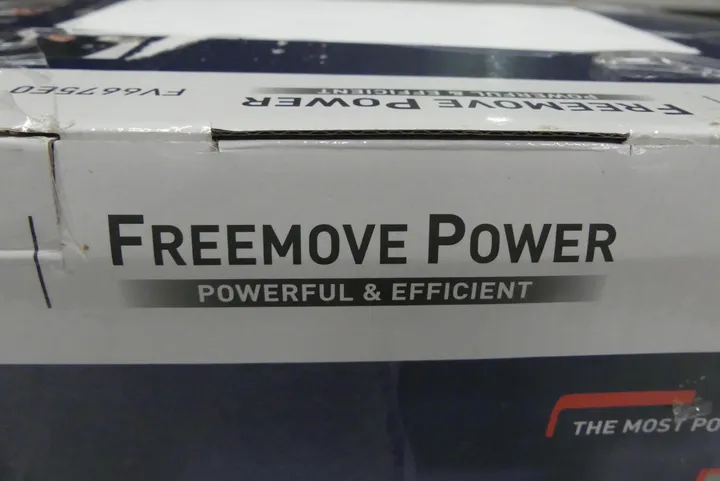 FREEMOVE POWER
POWERFUL & EFFICIENT
FV6675E0
FREEMOVE POWER
POWERFUL & EFFICIENT
THE MOST PO